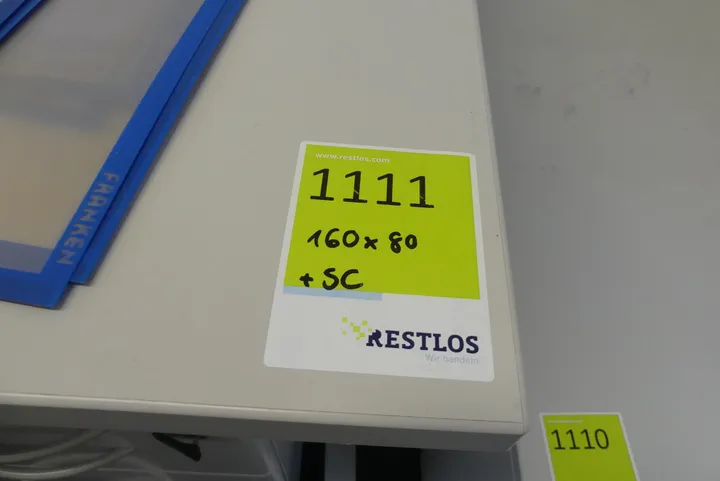 FRANKEN
www.restlos.com
1111
160 x 80
+ SC
RESTLOS
Wir handeln
1110